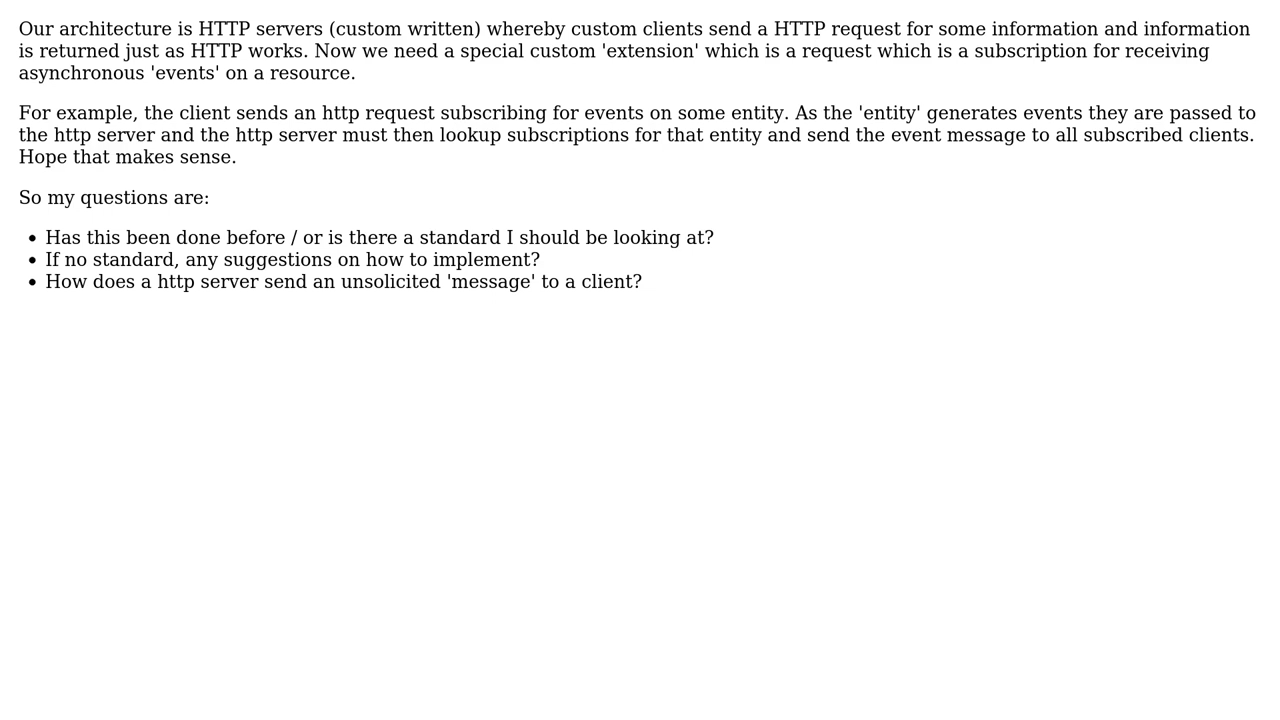 Our architecture is HTTP servers (custom written) whereby custom clients send a HTTP request for some information and information
is returned just as HTTP works. Now we need a special custom 'extension' which is a request which is a subscription for receiving
asynchronous 'events' on a resource.
For example, the client sends an http request subscribing for events on some entity. As the 'entity' generates events they are passed to
the http server and the http server must then lookup subscriptions for that entity and send the event message to all subscribed clients.
Hope that makes sense.
So my questions are:
• Has this been done before / or is there a standard I should be looking at?
• If no standard, any suggestions on how to implement?
• How does a http server send an unsolicited 'message' to a client?